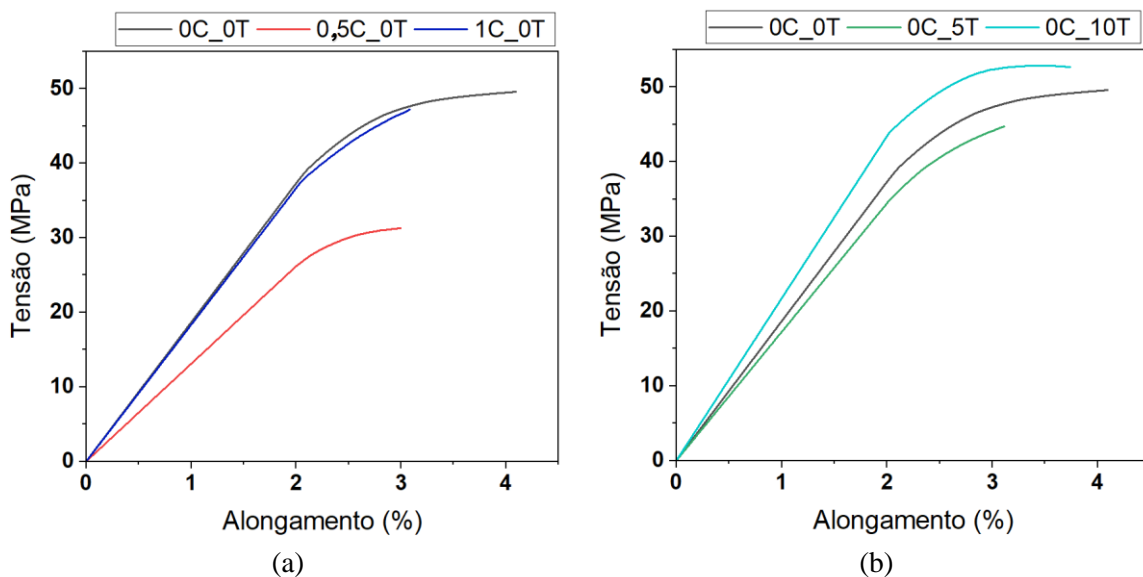 0C_0T 0,5C_0T 1C_0T
50
40
30
20
10
0
Tensão (MPa)
0 1 2 3 4
Alongamento (%)
(a)
0C_0T 0C_5T 0C_10T
50
40
30
20
10
0
Tensão (MPa)
0 1 2 3 4
Alongamento (%)
(b)